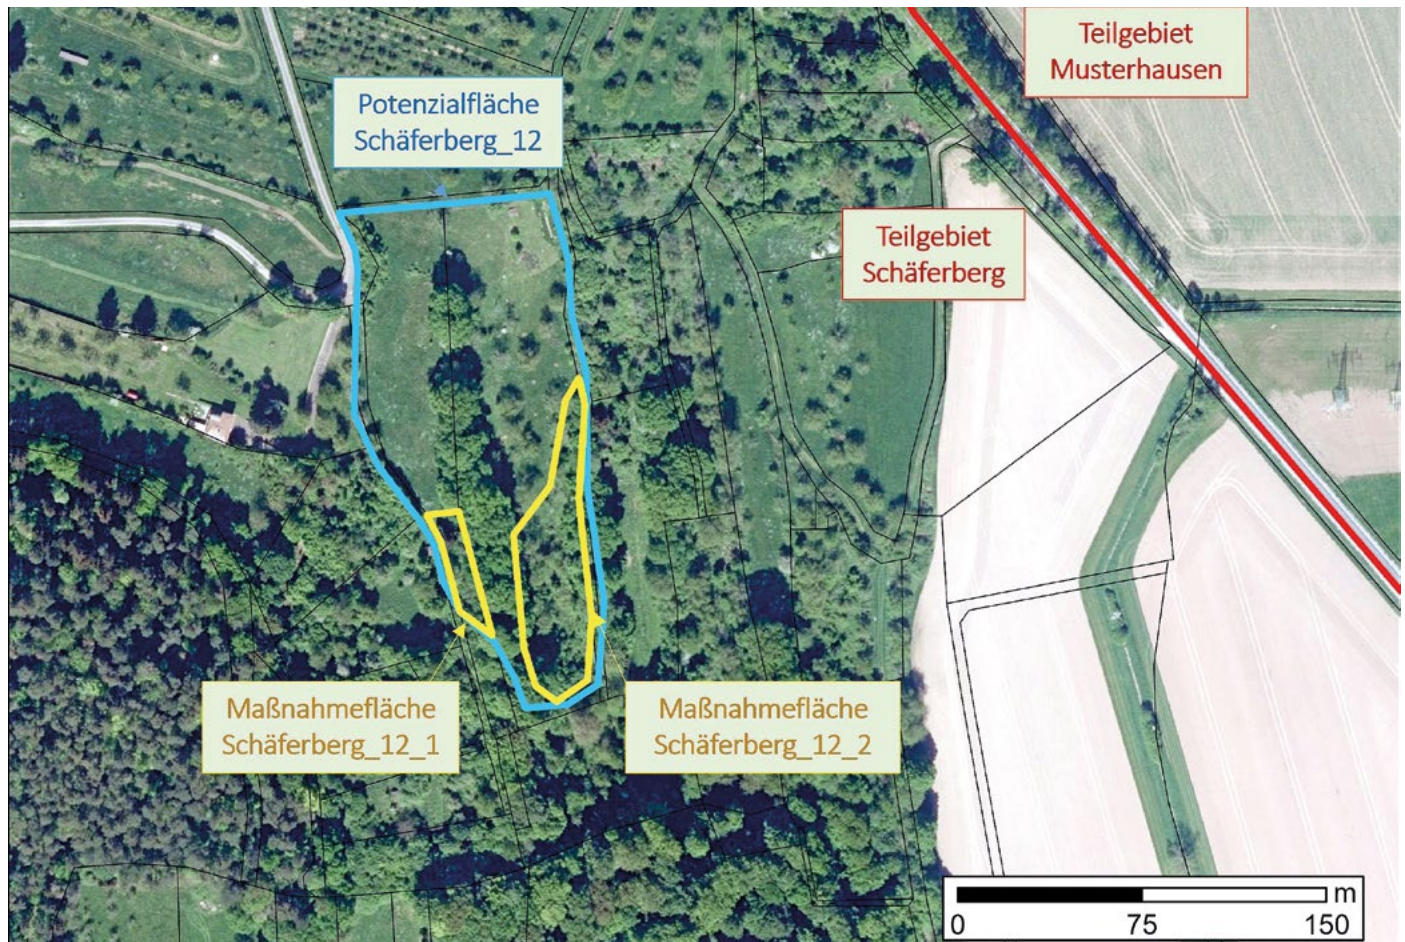 Teilgebiet
Musterhausen
Potenzialfläche
Schäferberg_12
Teilgebiet
Schäferberg
Maßnahmefläche
Schäferberg_12_1
Maßnahmefläche
Schäferberg_12_2
m
0 75 150